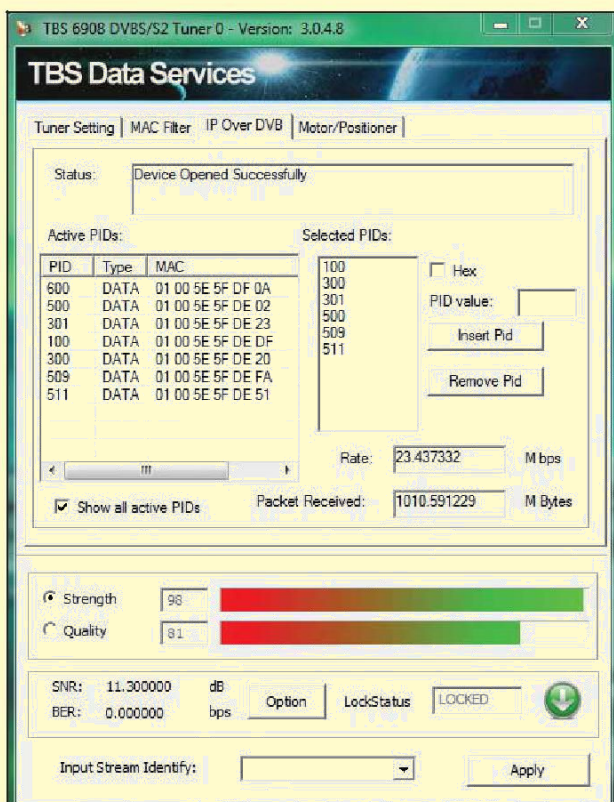 TBS 6908 DVBS/S2 Tuner 0 - Version: 3.0.4.8
TBS Data Services
Tuner Setting | MAC Filter | IP Over DVB | Motor/Positioner
Status: Device Opened Successfully
Active PIDs:
PID Type MAC
600 DATA 01 00 5E 5F DF 0A
500 DATA 01 00 5E 5F DE 02
301 DATA 01 00 5E 5F DE 23
100 DATA 01 00 5E 5F DE DF
300 DATA 01 00 5E 5F DE 20
509 DATA 01 00 5E 5F DE FA
511 DATA 01 00 5E 5F DE 51
Show all active PIDs
Selected PIDs:
100
300
301
500
509
511
Hex
PID value:
Insert Pid
Remove Pid
Rate: 23.437332 M bps
Packet Received: 1010.591229 M Bytes
Strength 98
Quality 81
SNR: 11.300000 dB
BER: 0.000000 bps
Option
LockStatus LOCKED
Input Stream Identify:
Apply